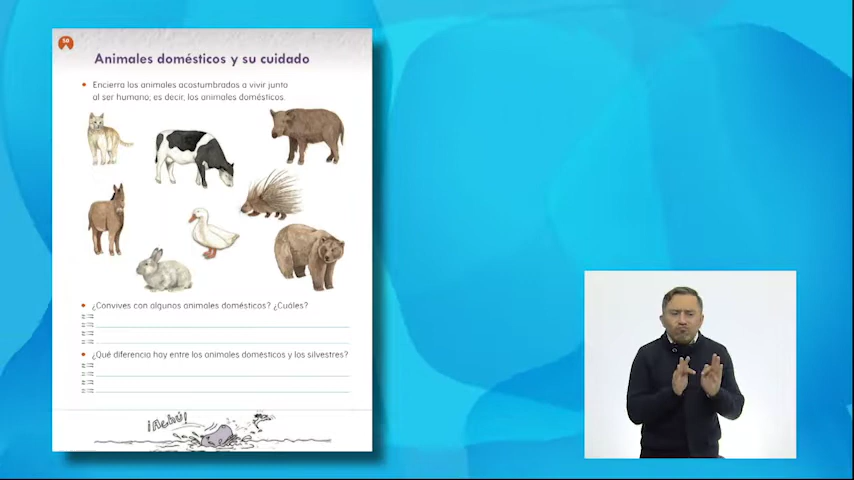 50
Animales domésticos y su cuidado
Encierra los animales acostumbrados a vivir junto
al ser humano; es decir, los animales domésticos.
¿Convives con algunos animales domésticos? ¿Cuáles?
¿Qué diferencia hay entre los animales domésticos y los silvestres?
¡Achú!